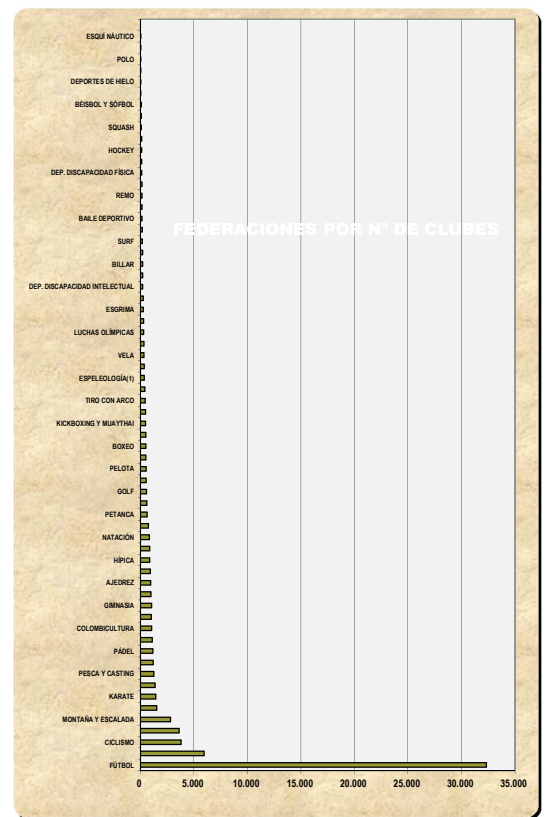 ESQUÍ NÁUTICO
POLO
DEPORTES DE HIELO
BÉISBOL Y SÓFBOL
SQUASH
HOCKEY
DEP. DISCAPACIDAD FÍSICA
REMO
BAILE DEPORTIVO
FEDERACIONES POR Nº DE CLUBES
SURF
BILLAR
DEP. DISCAPACIDAD INTELECTUAL
ESGRIMA
LUCHAS OLÍMPICAS
VELA
ESPELEOLOGÍA(1)
TIRO CON ARCO
KICKBOXING Y MUAYTHAI
BOXEO
PELOTA
GOLF
PETANCA
NATACIÓN
HÍPICA
AJEDREZ
GIMNASIA
COLOMBICULTURA
PÁDEL
PESCA Y CASTING
KARATE
MONTAÑA Y ESCALADA
CICLISMO
FÚTBOL
0 5.000 10.000 15.000 20.000 25.000 30.000 35.000